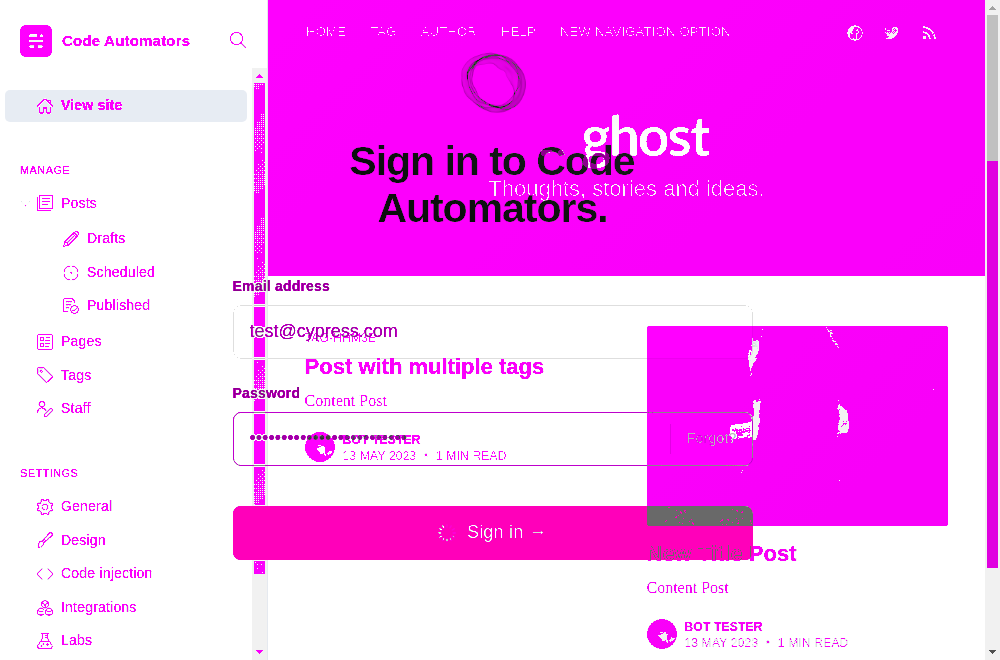 Code Automators
View site
MANAGE
Posts
Drafts
Scheduled
Published
Pages
Tags
Staff
SETTINGS
General
Design
Code injection
Integrations
Labs
HOME TAG AUTHOR HELP NEW NAVIGATION OPTION
ghost
Thoughts, stories and ideas.
Sign in to Code
Automators.
Email address
test@cypress.com
Post with multiple tags
Content Post
Password
Forgot?
BOT TESTER
13 MAY 2023 • 1 MIN READ
Sign in →
New Title Post
Content Post
BOT TESTER
13 MAY 2023 • 1 MIN READ